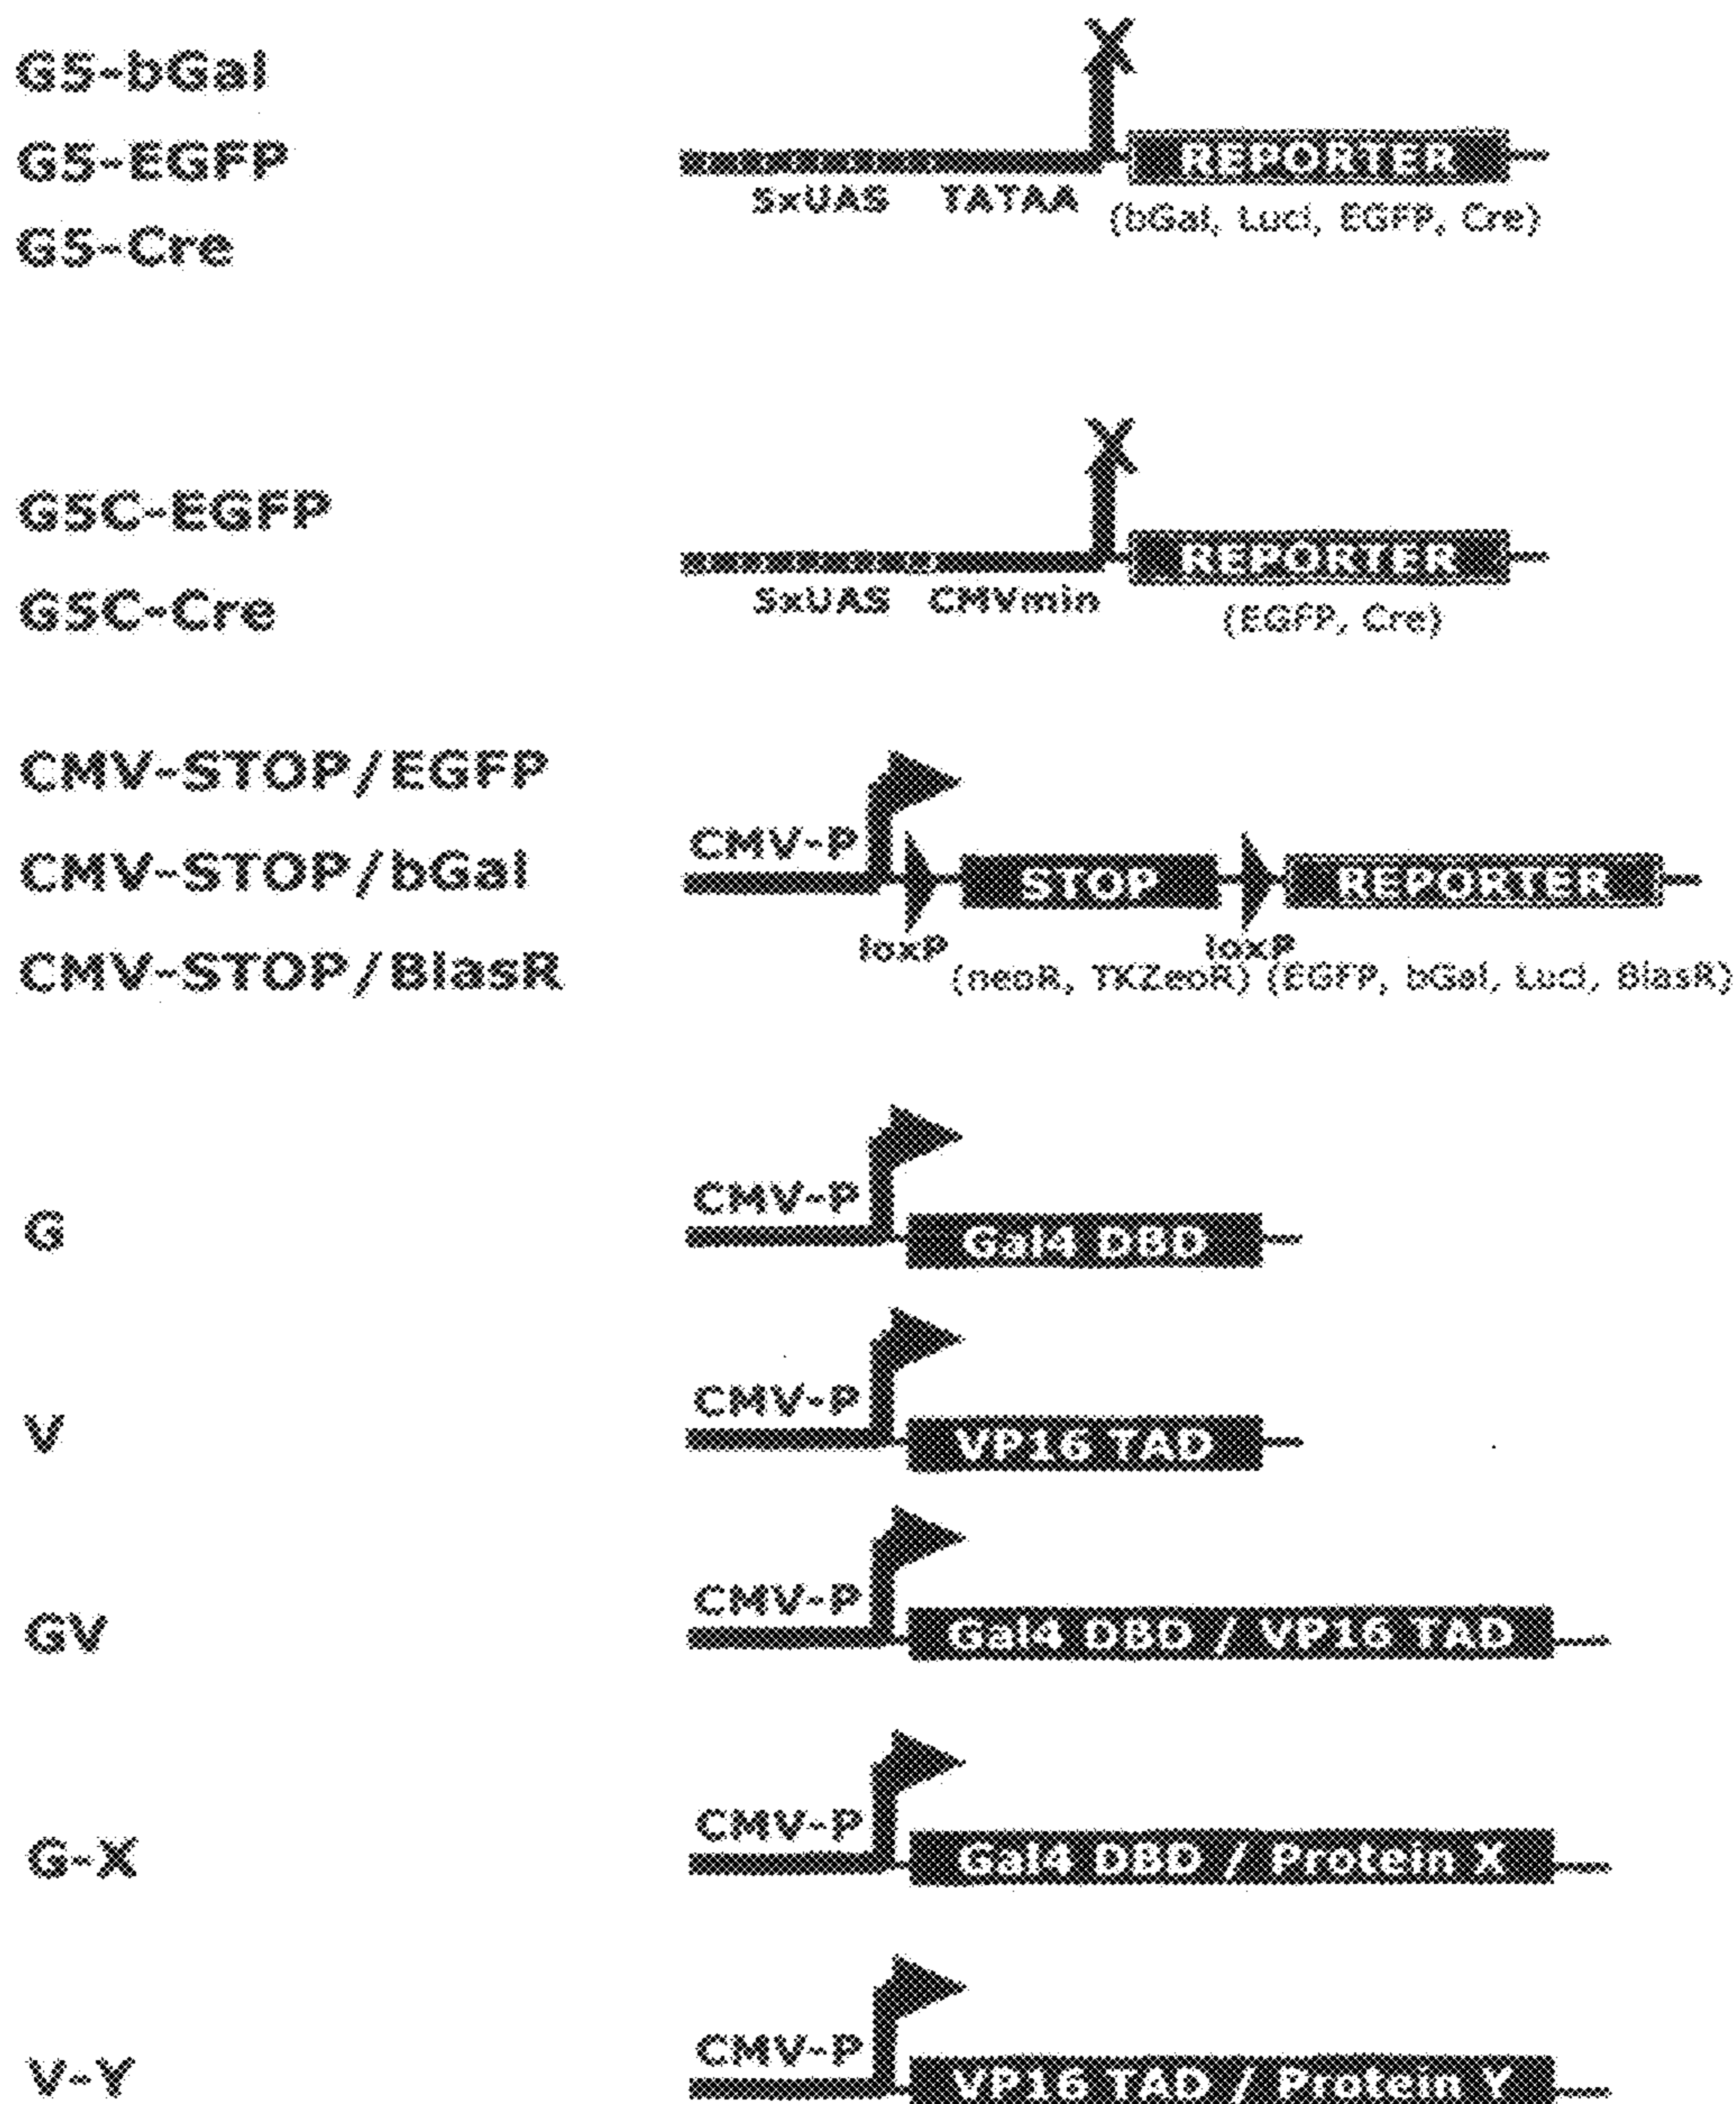 G5-bGal
G5-EGFP
G5-Cre
REPORTER
5xUAS TATAA
(bGal, Luci, EGFP, Cre)
G5C-EGFP
G5C-Cre
REPORTER
5xUAS CMVmin
(EGFP, Cre)
CMV-STOP/EGFP
CMV-STOP/bGal
CMV-STOP/BlasR
CMV-P
STOP
REPORTER
loxP loxP
(neoR, TKZeoR) (EGFP, bGal, Luci, BlasR)
G
CMV-P
Gal4 DBD
V
CMV-P
VP16 TAD
GV
CMV-P
Gal4 DBD / VP16 TAD
G-X
CMV-P
Gal4 DBD / Protein X
V-Y
CMV-P
VP16 TAD / Protein Y